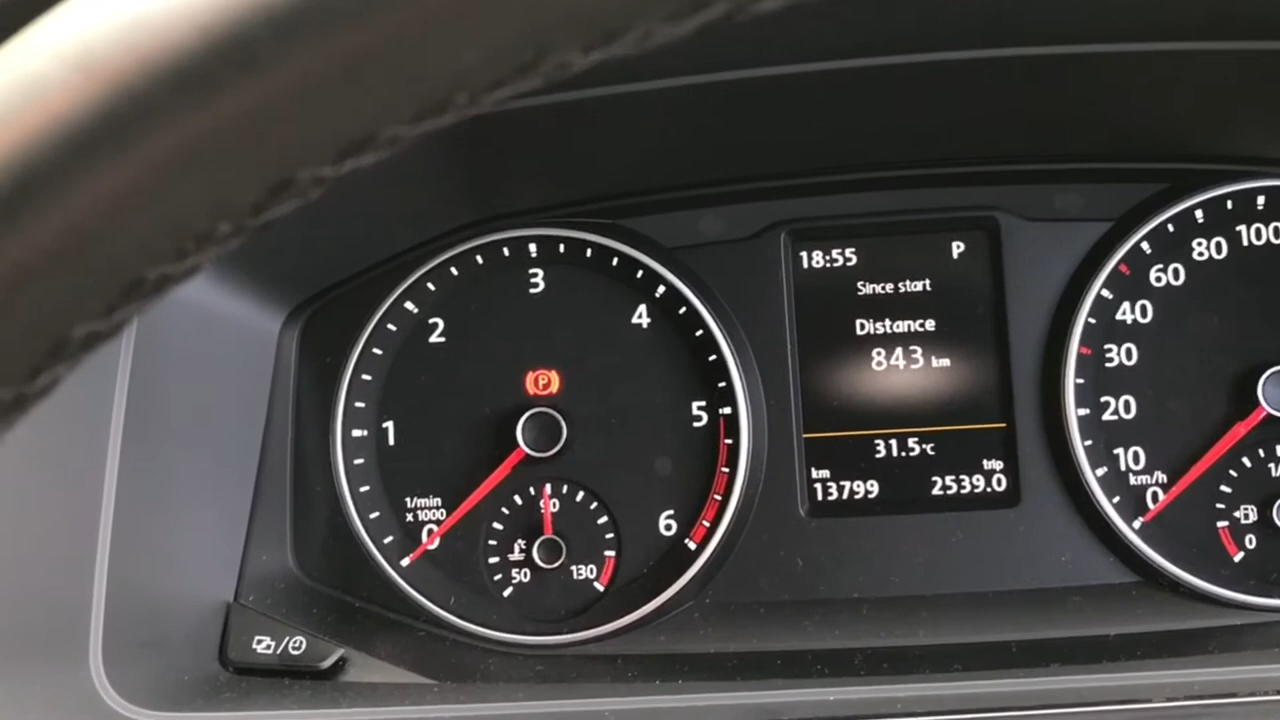 1
2
3
4
5
6
1/min
x 1000
0
P
50
90
130
18:55 P
Since start
Distance
843 km
31.5°C
km
13799
trip
2539.0
100
80
60
40
30
20
10
km/h
0
0